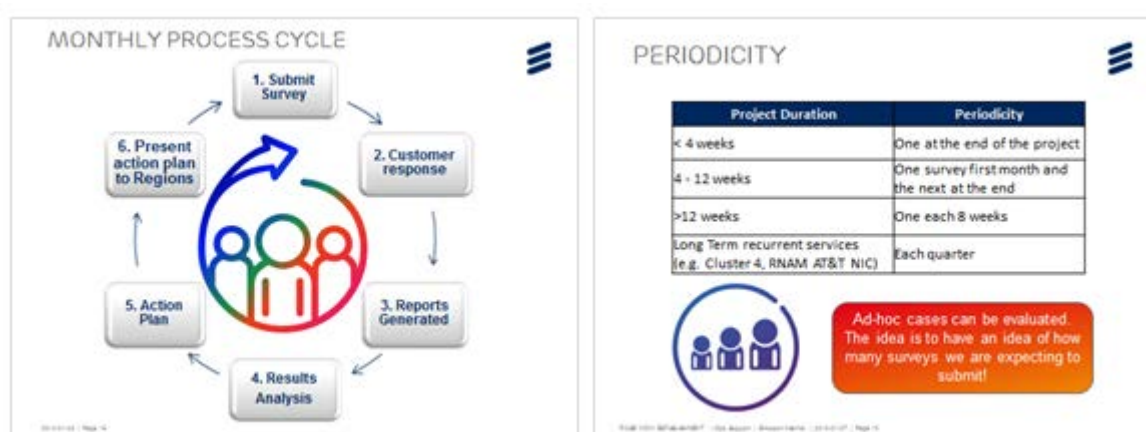 MONTHLY PROCESS CYCLE
1. Submit
Survey
2. Customer
response
3. Reports
Generated
4. Results
Analysis
5. Action
Plan
6. Present
action plan
to Regions
PERIODICITY
Project Duration
Periodicity
< 4 weeks
One at the end of the project
4 - 12 weeks
One survey first month and
the next at the end
>12 weeks
One each 8 weeks
Long Term recurrent services
(e.g. Cluster 4, RNAM AT&T NIC)
Each quarter
Ad-hoc cases can be evaluated.
The idea is to have an idea of how
many surveys we are expecting to
submit!